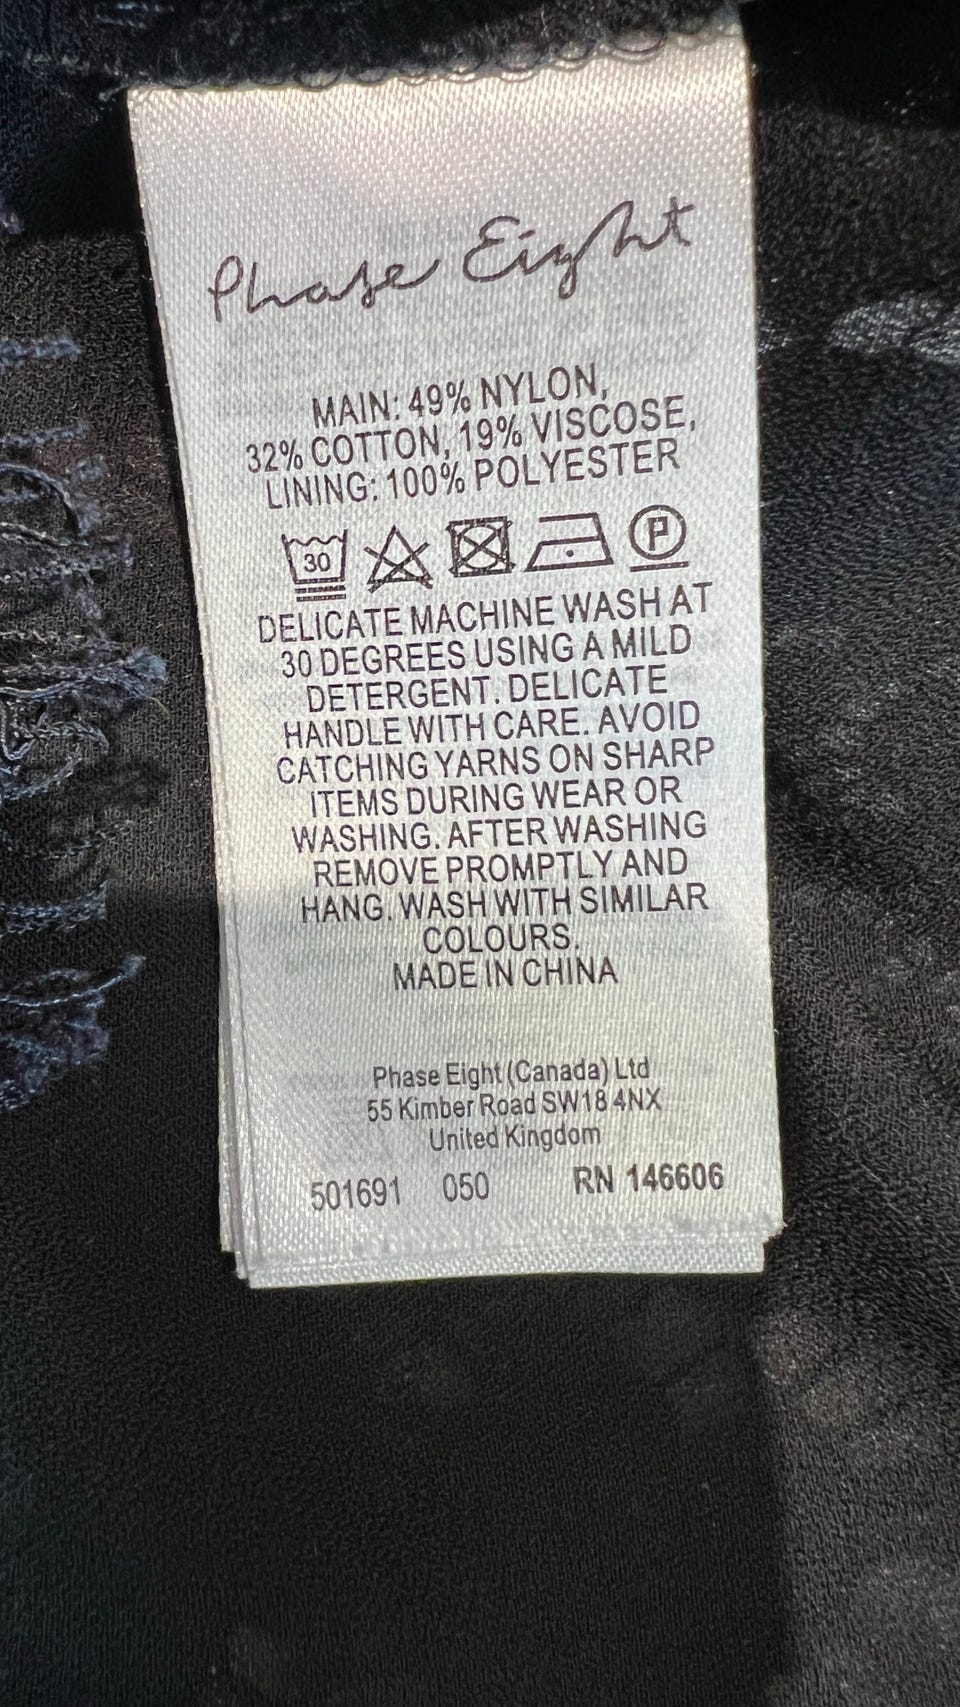 Phase Eight
MAIN: 49% NYLON,
32% COTTON, 19% VISCOSE,
LINING: 100% POLYESTER
30
P
DELICATE MACHINE WASH AT
30 DEGREES USING A MILD
DETERGENT. DELICATE
HANDLE WITH CARE. AVOID
CATCHING YARNS ON SHARP
ITEMS DURING WEAR OR
WASHING. AFTER WASHING
REMOVE PROMPTLY AND
HANG. WASH WITH SIMILAR
COLOURS.
MADE IN CHINA
Phase Eight (Canada) Ltd
55 Kimber Road SW18 4NX
United Kingdom
501691 050 RN 146606